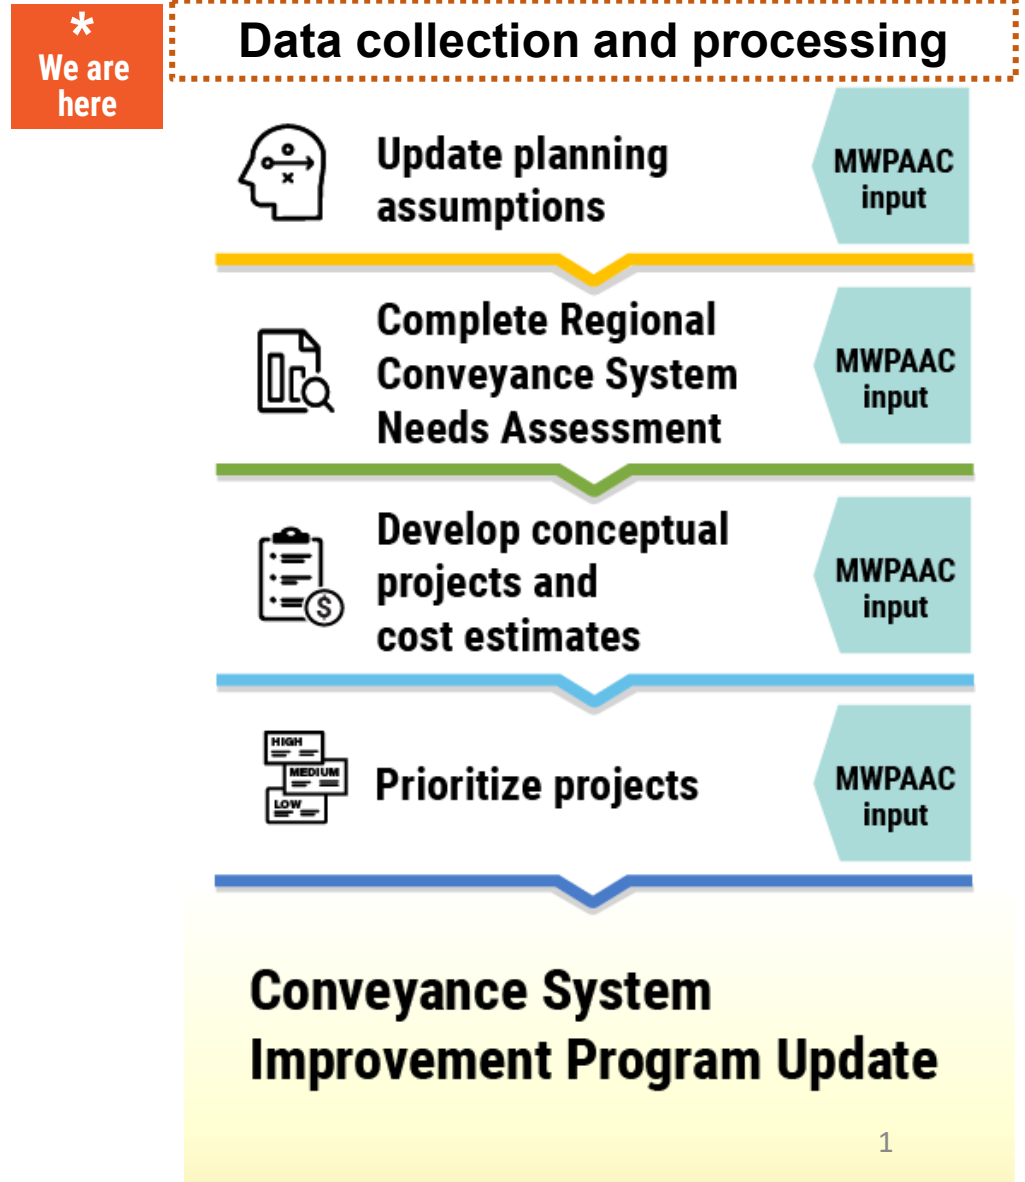 *
We are
here
Data collection and processing
Update planning
assumptions
MWPAAC
input
Complete Regional
Conveyance System
Needs Assessment
MWPAAC
input
Develop conceptual
projects and
cost estimates
$
MWPAAC
input
HIGH
MEDIUM
LOW
Prioritize projects
MWPAAC
input
Conveyance System
Improvement Program Update
1